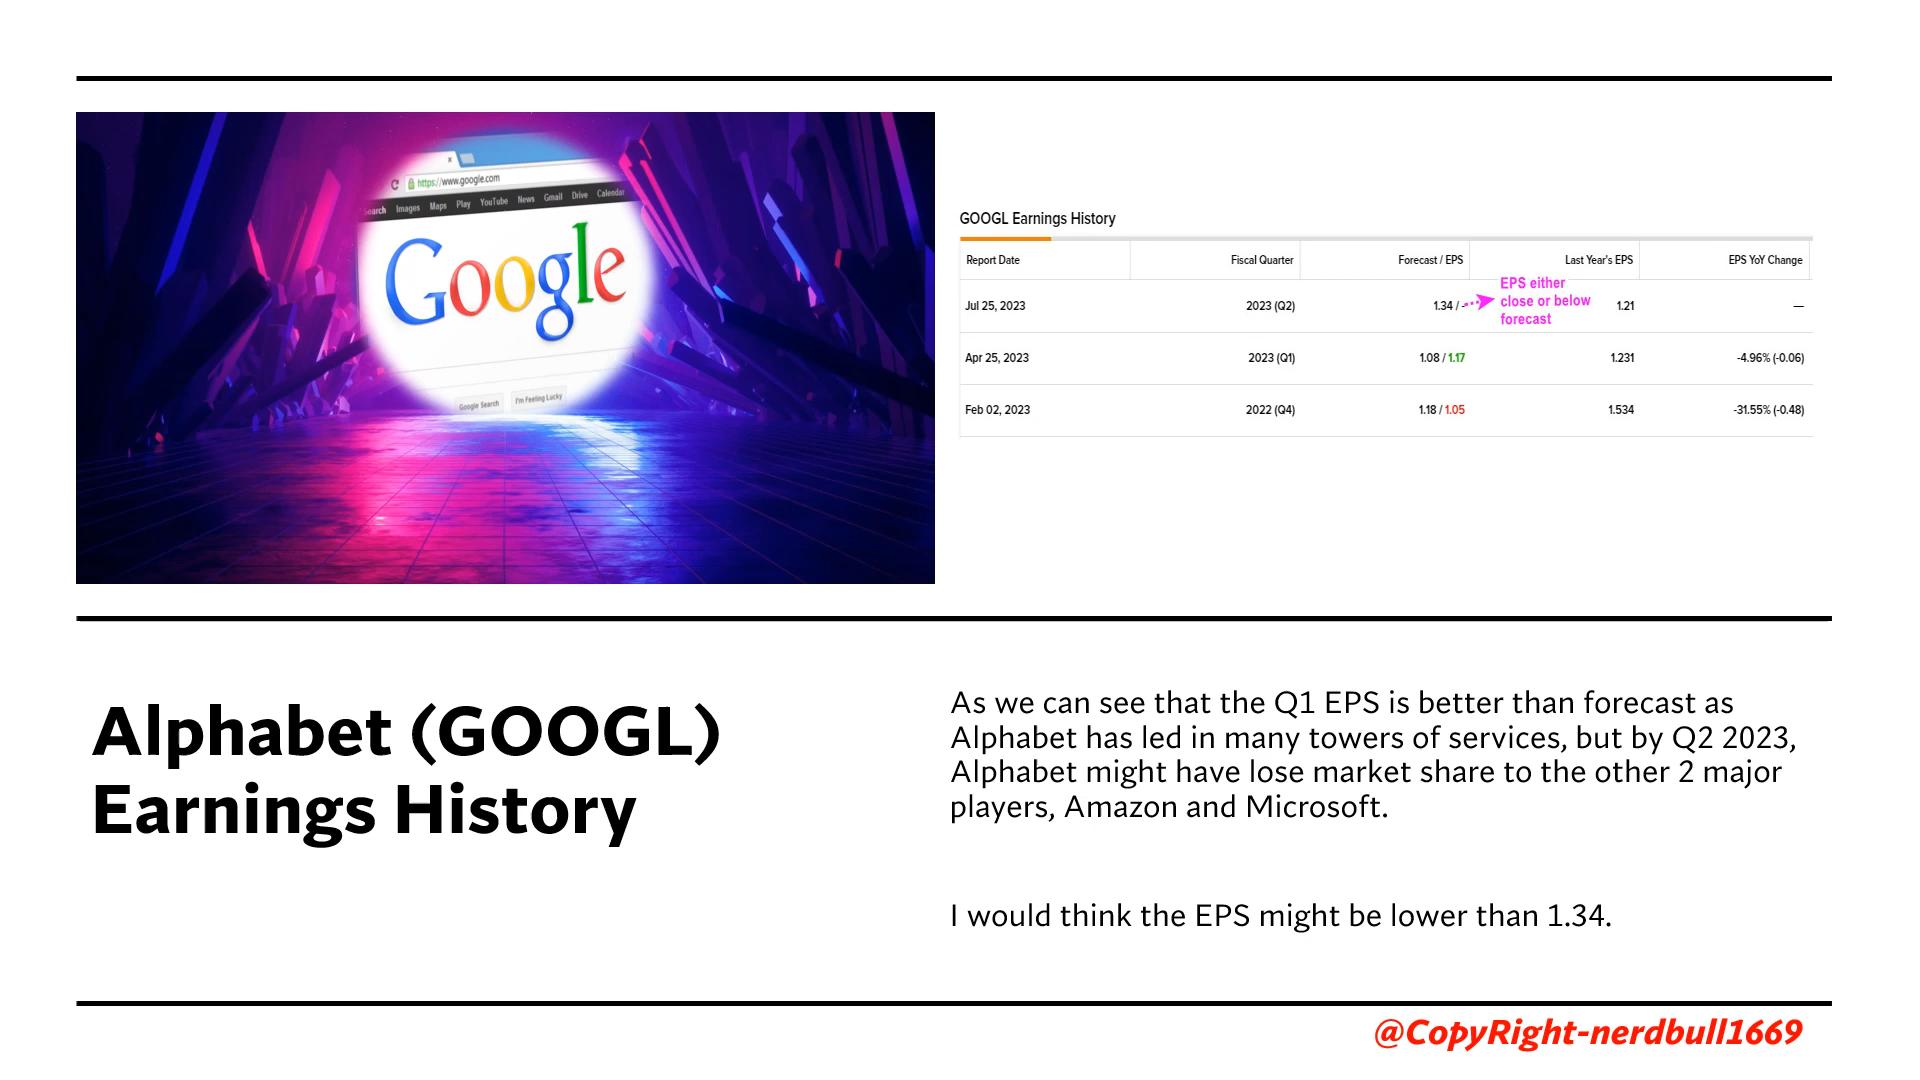 x
https://www.google.com
Search Images Maps Play YouTube News Gmail Drive Calendar
Google
Google Search I'm Feeling Lucky
GOOGL Earnings History
Report Date Fiscal Quarter Forecast / EPS Last Year's EPS EPS YoY Change
Jul 25, 2023 2023 (Q2) 1.34 / - 1.21 —
EPS either
close or below
forecast
Apr 25, 2023 2023 (Q1) 1.08 / 1.17 1.231 -4.96% (-0.06)
Feb 02, 2023 2022 (Q4) 1.18 / 1.05 1.534 -31.55% (-0.48)
Alphabet (GOOGL)
Earnings History
As we can see that the Q1 EPS is better than forecast as
Alphabet has led in many towers of services, but by Q2 2023,
Alphabet might have lose market share to the other 2 major
players, Amazon and Microsoft.
I would think the EPS might be lower than 1.34.
@CopyRight-nerdbull1669